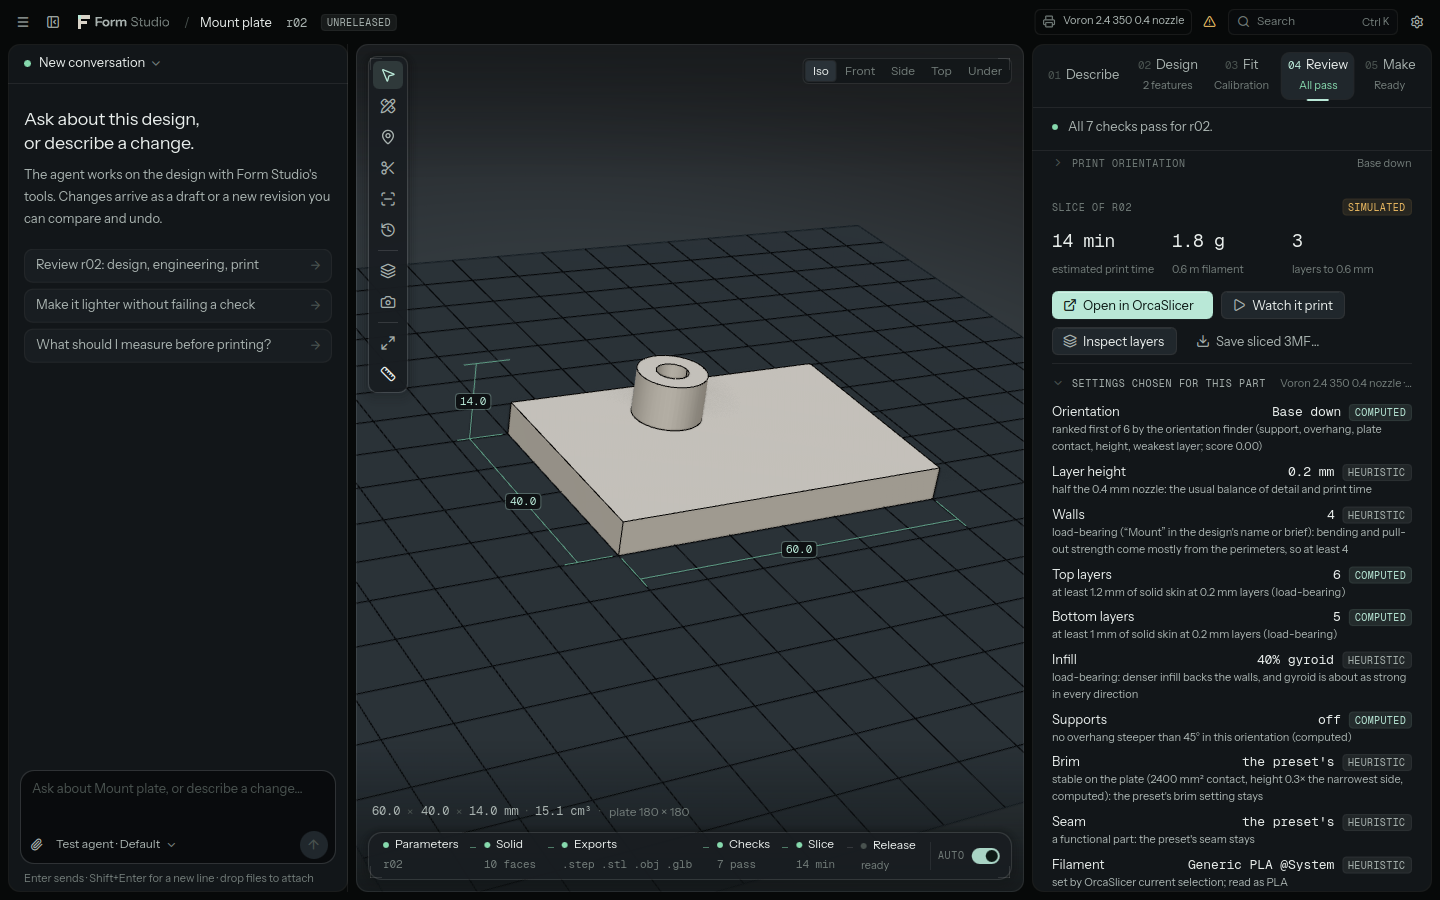 Form Studio / Mount plate r02 UNRELEASED
Voron 2.4 350 0.4 nozzle
Search Ctrl K
New conversation
Ask about this design,
or describe a change.
The agent works on the design with Form Studio's
tools. Changes arrive as a draft or a new revision you
can compare and undo.
Review r02: design, engineering, print
Make it lighter without failing a check
What should I measure before printing?
Ask about Mount plate, or describe a change...
Test agent · Default
Enter sends · Shift+Enter for a new line · drop files to attach
Iso Front Side Top Under
14.0
40.0
60.0
60.0 × 40.0 × 14.0 mm · 15.1 cm³ plate 180 × 180
Parameters
r02
Solid
10 faces
Exports
.step .stl .obj .glb
Checks
7 pass
Slice
14 min
Release
ready
AUTO
01 Describe
02 Design
2 features
03 Fit
Calibration
04 Review
All pass
05 Make
Ready
All 7 checks pass for r02.
PRINT ORIENTATION Base down
SLICE OF R02 SIMULATED
14 min
estimated print time
1.8 g
0.6 m filament
3
layers to 0.6 mm
Open in OrcaSlicer
Watch it print
Inspect layers
Save sliced 3MF...
SETTINGS CHOSEN FOR THIS PART Voron 2.4 350 0.4 nozzle ·...
Orientation Base down COMPUTED
ranked first of 6 by the orientation finder (support, overhang, plate
contact, height, weakest layer; score 0.00)
Layer height 0.2 mm HEURISTIC
half the 0.4 mm nozzle: the usual balance of detail and print time
Walls 4 HEURISTIC
load-bearing (“Mount” in the design's name or brief): bending and pull-
out strength come mostly from the perimeters, so at least 4
Top layers 6 COMPUTED
at least 1.2 mm of solid skin at 0.2 mm layers (load-bearing)
Bottom layers 5 COMPUTED
at least 1 mm of solid skin at 0.2 mm layers (load-bearing)
Infill 40% gyroid HEURISTIC
load-bearing: denser infill backs the walls, and gyroid is about as strong
in every direction
Supports off COMPUTED
no overhang steeper than 45° in this orientation (computed)
Brim the preset's HEURISTIC
stable on the plate (2400 mm² contact, height 0.3× the narrowest side,
computed): the preset's brim setting stays
Seam the preset's HEURISTIC
a functional part: the preset's seam stays
Filament Generic PLA @System HEURISTIC
set by OrcaSlicer current selection; read as PLA